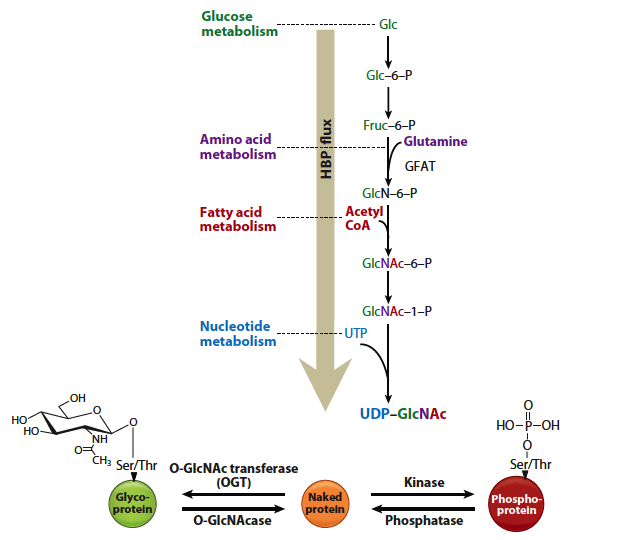 Glucose
metabolism
Glc
Glc–6–P
Fruc–6–P
Amino acid
metabolism
Glutamine
GFAT
HBP flux
GlcN–6–P
Fatty acid
metabolism
Acetyl
CoA
GlcNAc–6–P
GlcNAc–1–P
Nucleotide
metabolism
UTP
UDP–GlcNAc
OH
O
O
HO
HO
NH
O
CH3
Ser/Thr
O
HO–P–OH
O
Ser/Thr
O-GlcNAc transferase
(OGT)
O-GlcNAcase
Glyco-
protein
Naked
protein
Kinase
Phosphatase
Phospho-
protein